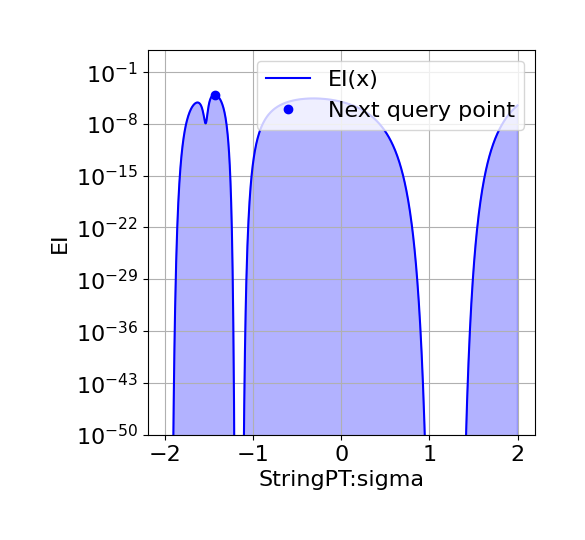 EI(x)
Next query point
10⁻¹
10⁻⁸
10⁻¹⁵
10⁻²²
10⁻²⁹
10⁻³⁶
10⁻⁴³
10⁻⁵⁰
EI
−2 −1 0 1 2
StringPT:sigma